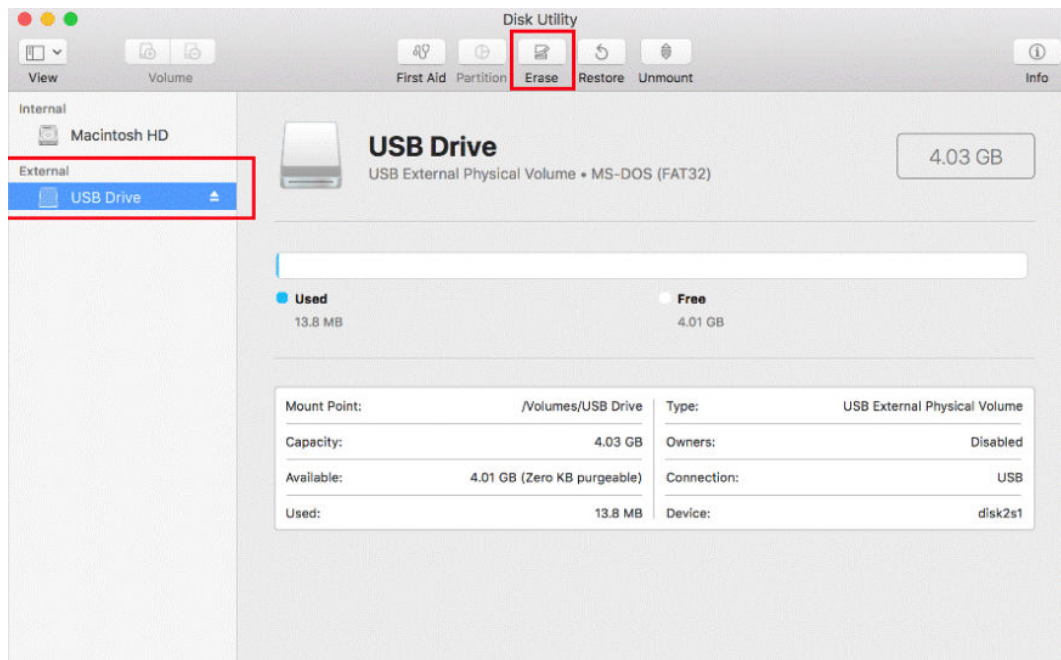 Disk Utility
View Volume First Aid Partition Erase Restore Unmount Info
Internal
Macintosh HD
External
USB Drive
USB Drive
USB External Physical Volume • MS-DOS (FAT32)
4.03 GB
Used Free
13.8 MB 4.01 GB
Mount Point: /Volumes/USB Drive Type: USB External Physical Volume
Capacity: 4.03 GB Owners: Disabled
Available: 4.01 GB (Zero KB purgeable) Connection: USB
Used: 13.8 MB Device: disk2s1